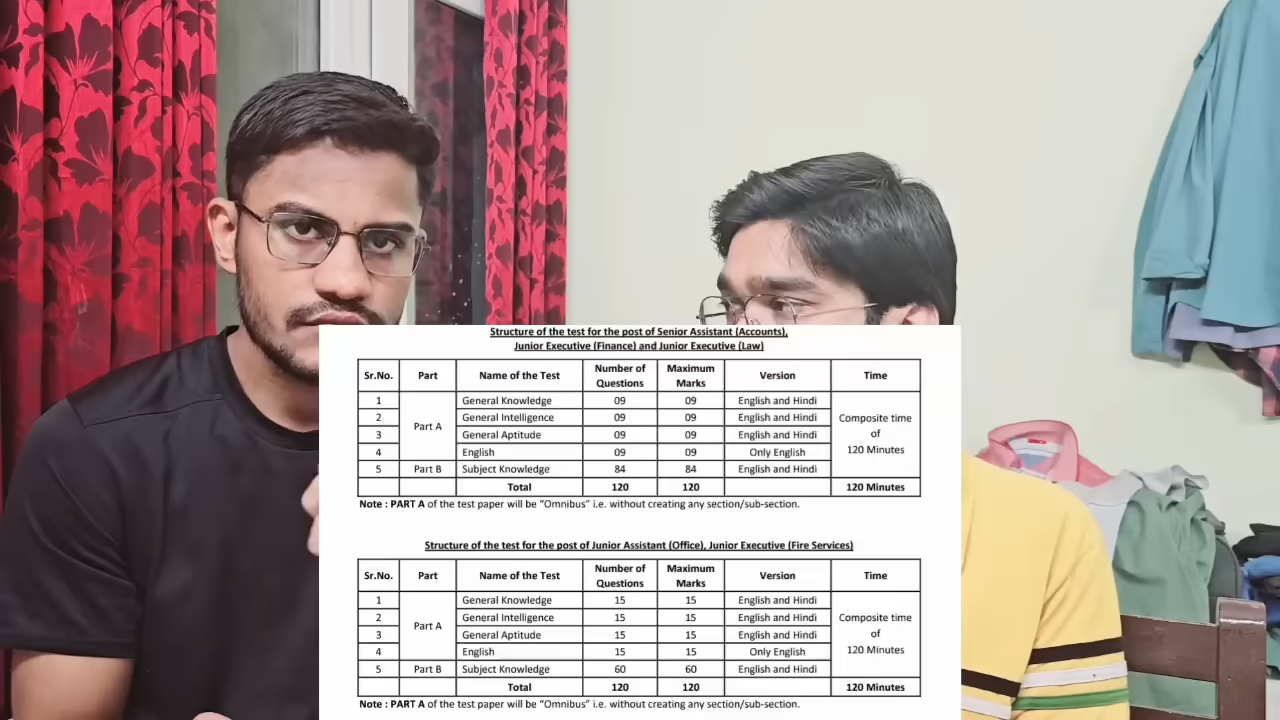 Structure of the test for the post of Senior Assistant (Accounts),
Junior Executive (Finance) and Junior Executive (Law)
Sr.No. Part Name of the Test Number of Questions Maximum Marks Version Time
1 Part A General Knowledge 09 09 English and Hindi Composite time of 120 Minutes
2 General Intelligence 09 09 English and Hindi
3 General Aptitude 09 09 English and Hindi
4 English 09 09 Only English
5 Part B Subject Knowledge 84 84 English and Hindi
Total 120 120 120 Minutes
Note : PART A of the test paper will be “Omnibus” i.e. without creating any section/sub-section.
Structure of the test for the post of Junior Assistant (Office), Junior Executive (Fire Services)
Sr.No. Part Name of the Test Number of Questions Maximum Marks Version Time
1 Part A General Knowledge 15 15 English and Hindi Composite time of 120 Minutes
2 General Intelligence 15 15 English and Hindi
3 General Aptitude 15 15 English and Hindi
4 English 15 15 Only English
5 Part B Subject Knowledge 60 60 English and Hindi
Total 120 120 120 Minutes
Note : PART A of the test paper will be “Omnibus” i.e. without creating any section/sub-section.